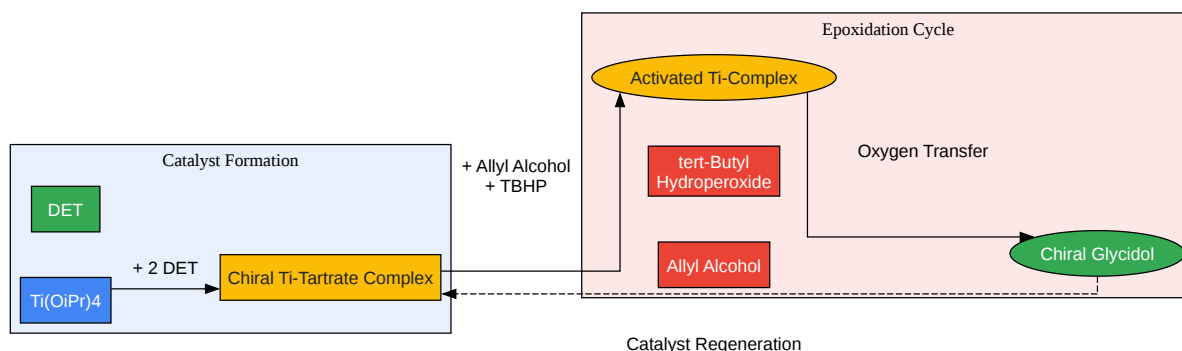 Epoxidation Cycle
Activated Ti-Complex
Catalyst Formation
+ Allyl Alcohol
+ TBHP
tert-Butyl
Hydroperoxide
Oxygen Transfer
DET
+ 2 DET
Ti(OiPr)4
Chiral Ti-Tartrate Complex
Allyl Alcohol
Chiral Glycidol
Catalyst Regeneration